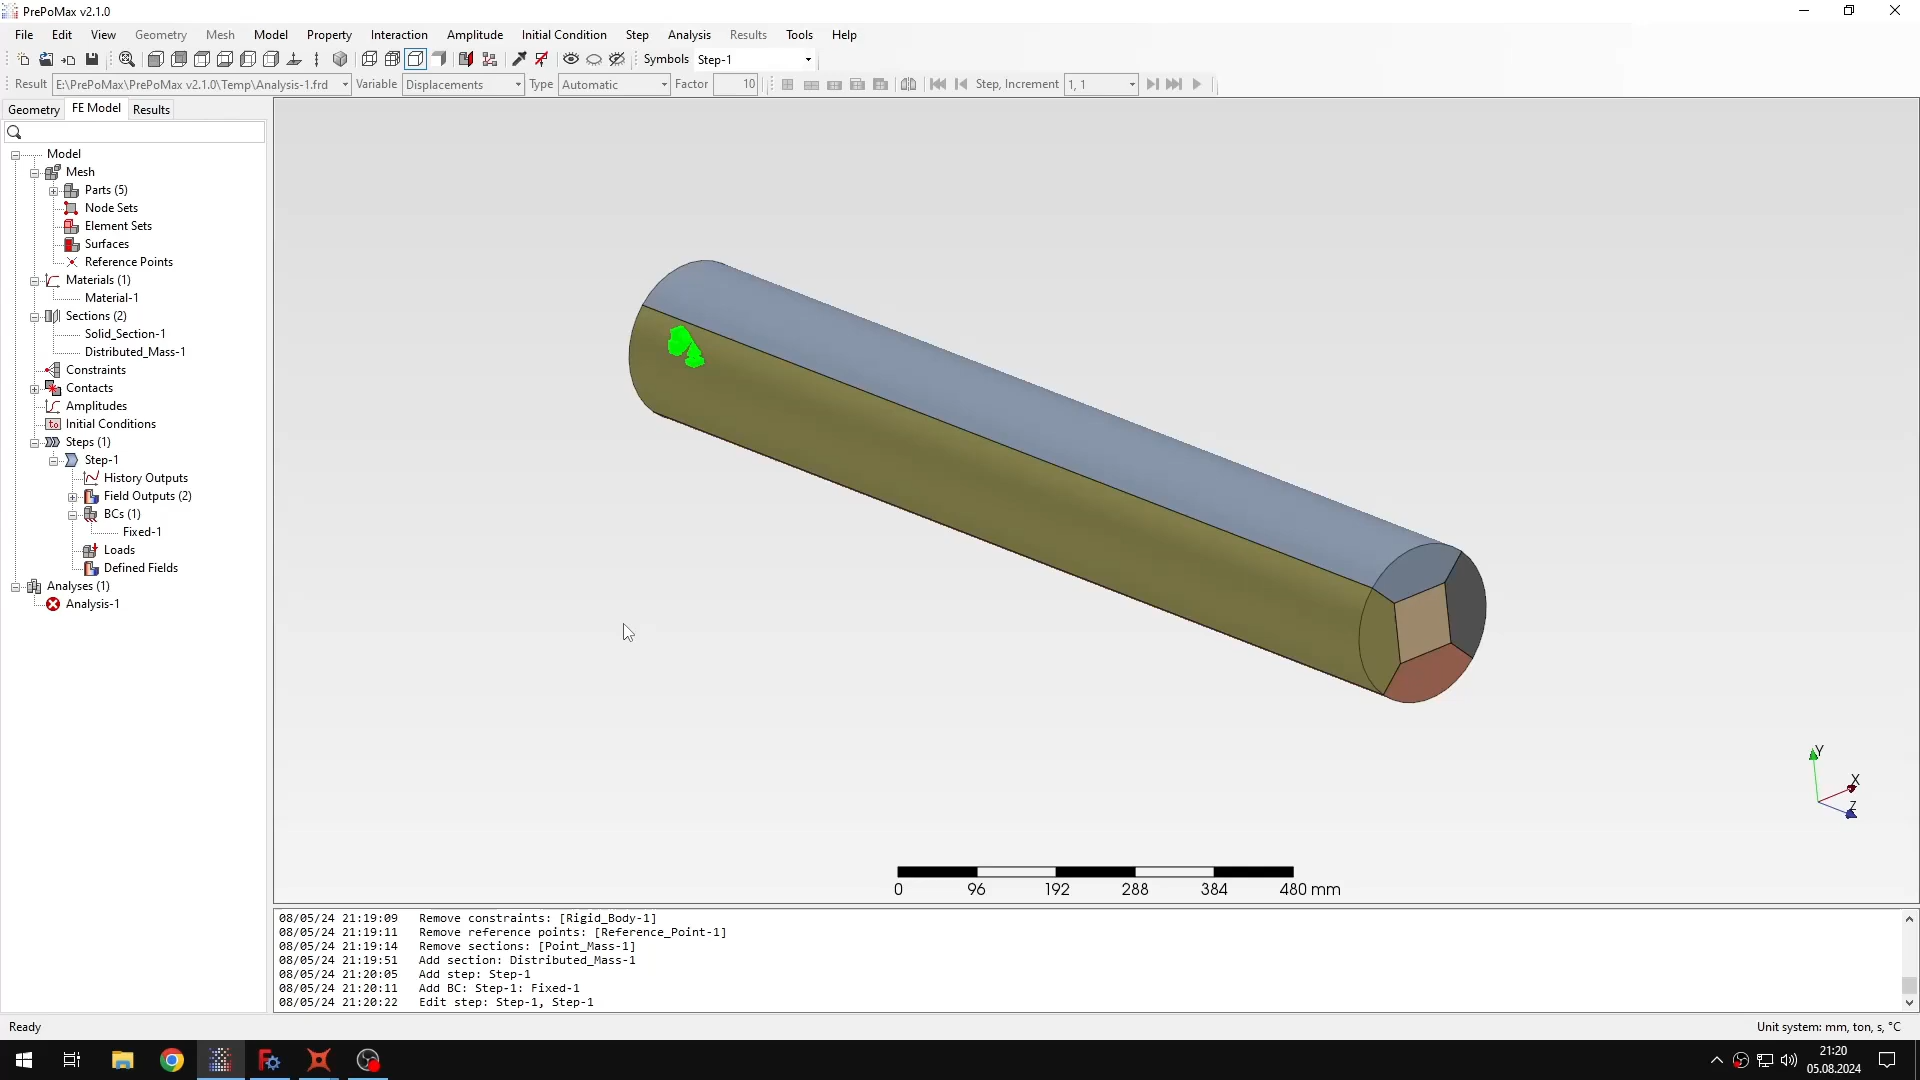 PrePoMax v2.1.0
File Edit View Geometry Mesh Model Property Interaction Amplitude Initial Condition Step Analysis Results Tools Help
Symbols Step-1
Result E:\PrePoMax\PrePoMax v2.1.0\Temp\Analysis-1.frd Variable Displacements Type Automatic Factor 10 Step, Increment 1, 1
Geometry FE Model Results
Model
Mesh
Parts (5)
Node Sets
Element Sets
Surfaces
Reference Points
Materials (1)
Material-1
Sections (2)
Solid_Section-1
Distributed_Mass-1
Constraints
Contacts
Amplitudes
Initial Conditions
Steps (1)
Step-1
History Outputs
Field Outputs (2)
BCs (1)
Fixed-1
Loads
Defined Fields
Analyses (1)
Analysis-1
Y
X
Z
0 96 192 288 384 480 mm
08/05/24 21:19:09 Remove constraints: [Rigid_Body-1]
08/05/24 21:19:11 Remove reference points: [Reference_Point-1]
08/05/24 21:19:14 Remove sections: [Point_Mass-1]
08/05/24 21:19:51 Add section: Distributed_Mass-1
08/05/24 21:20:05 Add step: Step-1
08/05/24 21:20:11 Add BC: Step-1: Fixed-1
08/05/24 21:20:22 Edit step: Step-1, Step-1
Ready
Unit system: mm, ton, s, °C
21:20
05.08.2024